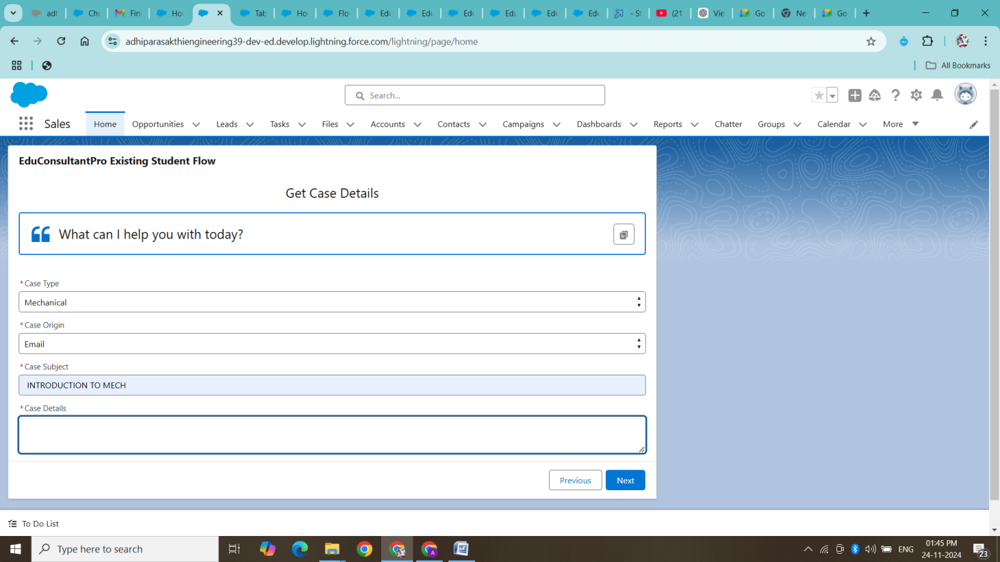 adl
Che
Fini
Ho
Tab
Ho
Flo
Edu
Edu
Edu
Edu
Edu
Edu
- S
(21
Vie
Go
Ne
Go
adhiparasakthiengineering39-dev-ed.develop.lightning.force.com/lightning/page/home
All Bookmarks
Search...
Sales
Home
Opportunities
Leads
Tasks
Files
Accounts
Contacts
Campaigns
Dashboards
Reports
Chatter
Groups
Calendar
More
EduConsultantPro Existing Student Flow
Get Case Details
What can I help you with today?
*Case Type
Mechanical
*Case Origin
Email
*Case Subject
INTRODUCTION TO MECH
*Case Details
Previous
Next
To Do List
Type here to search
A
ENG
01:45 PM
24-11-2024
23